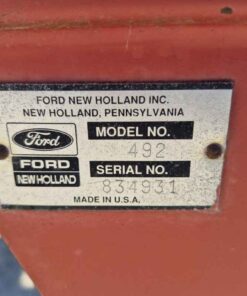 FORD NEW HOLLAND INC.
NEW HOLLAND, PENNSYLVANIA
MODEL NO.
492
Ford
FORD
NEW HOLLAND
SERIAL NO.
834931
MADE IN U.S.A.